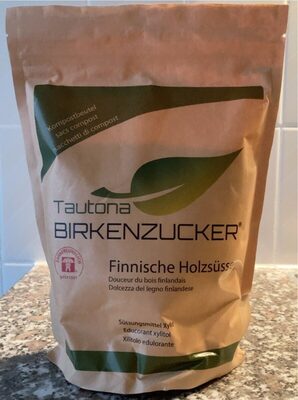 Kompostbeutel
sacs compost
sacchetti di compost
Tautona
BIRKENZUCKER®
Finnische Holzsüsse
Douceur du bois finlandais
Dolcezza del legno finlandese
Süssungsmittel Xylit
Edulcorant xylitol
Xilitolo edulcorante